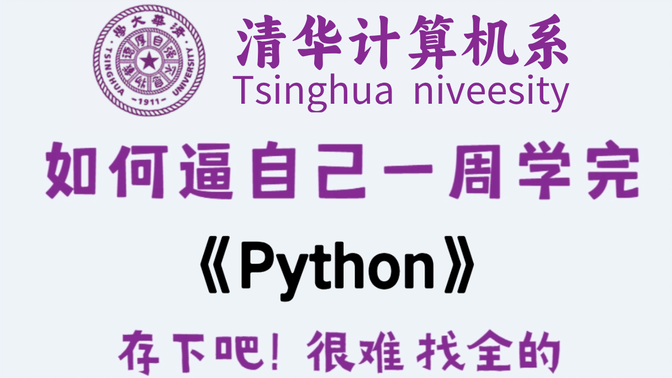 清华大学
自强不息
厚德载物
TSINGHUA UNIVERSITY
-1911-
清华计算机系
Tsinghua niveesity
如何逼自己一周学完
《Python》
存下吧！很难找全的